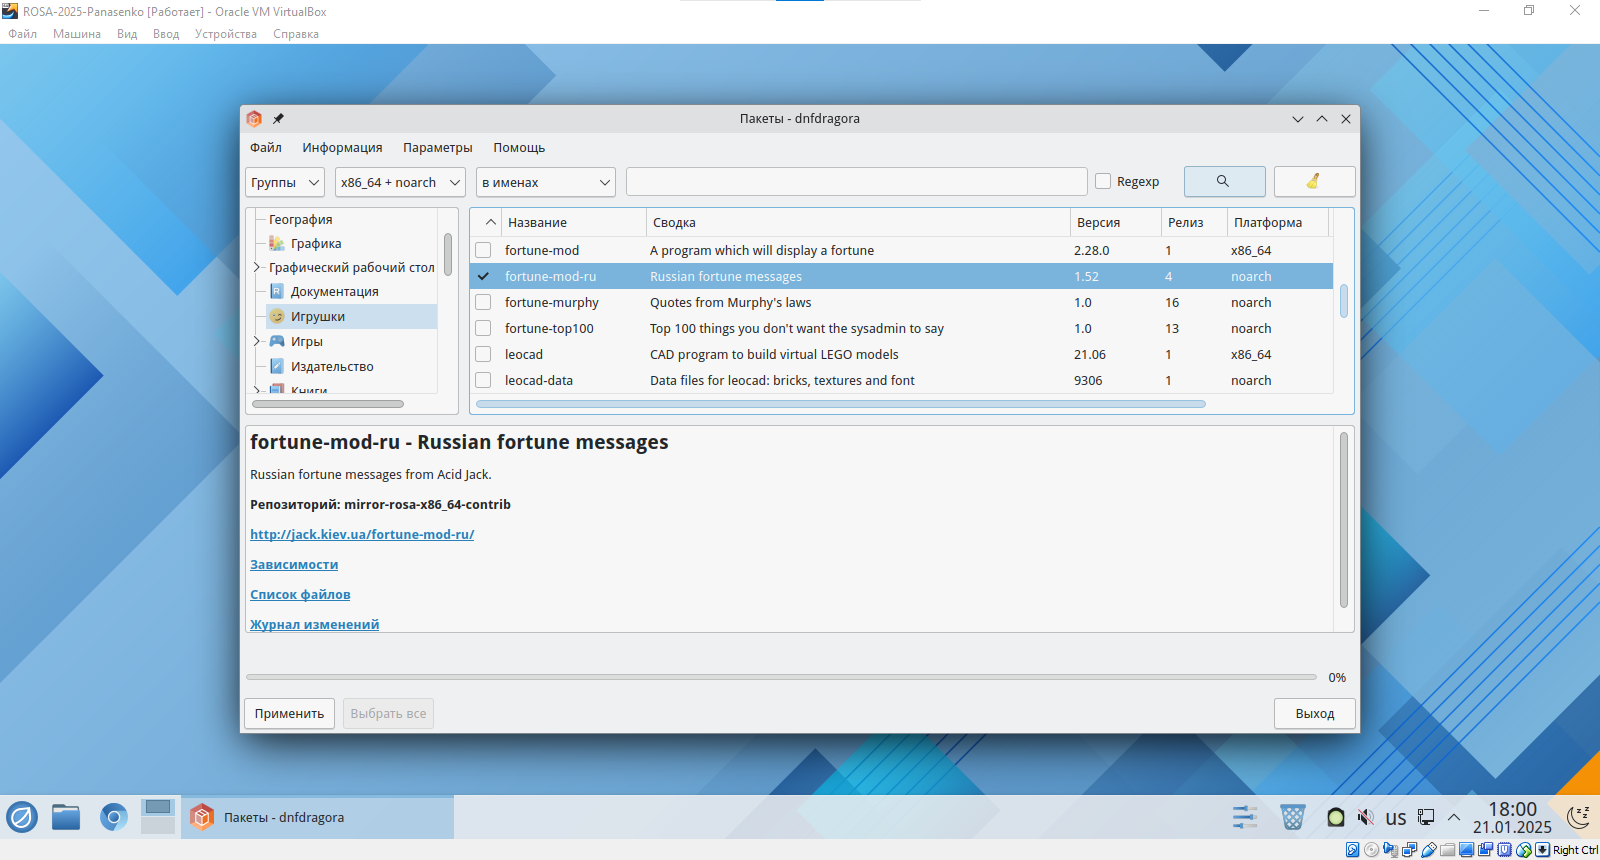 ROSA-2025-Panasenko [Работает] - Oracle VM VirtualBox
Файл Машина Вид Ввод Устройства Справка
Пакеты - dnfdragora
Файл Информация Параметры Помощь
Группы x86_64 + noarch в именах Regexp
География
Графика
Графический рабочий стол
Документация
Игрушки
Игры
Издательство
Книги
Название Сводка Версия Релиз Платформа
fortune-mod A program which will display a fortune 2.28.0 1 x86_64
fortune-mod-ru Russian fortune messages 1.52 4 noarch
fortune-murphy Quotes from Murphy's laws 1.0 16 noarch
fortune-top100 Top 100 things you don't want the sysadmin to say 1.0 13 noarch
leocad CAD program to build virtual LEGO models 21.06 1 x86_64
leocad-data Data files for leocad: bricks, textures and font 9306 1 noarch
fortune-mod-ru - Russian fortune messages
Russian fortune messages from Acid Jack.
Репозиторий: mirror-rosa-x86_64-contrib
http://jack.kiev.ua/fortune-mod-ru/
Зависимости
Список файлов
Журнал изменений
0%
Применить Выбрать все Выход
Пакеты - dnfdragora us 18:00
21.01.2025
Right Ctrl